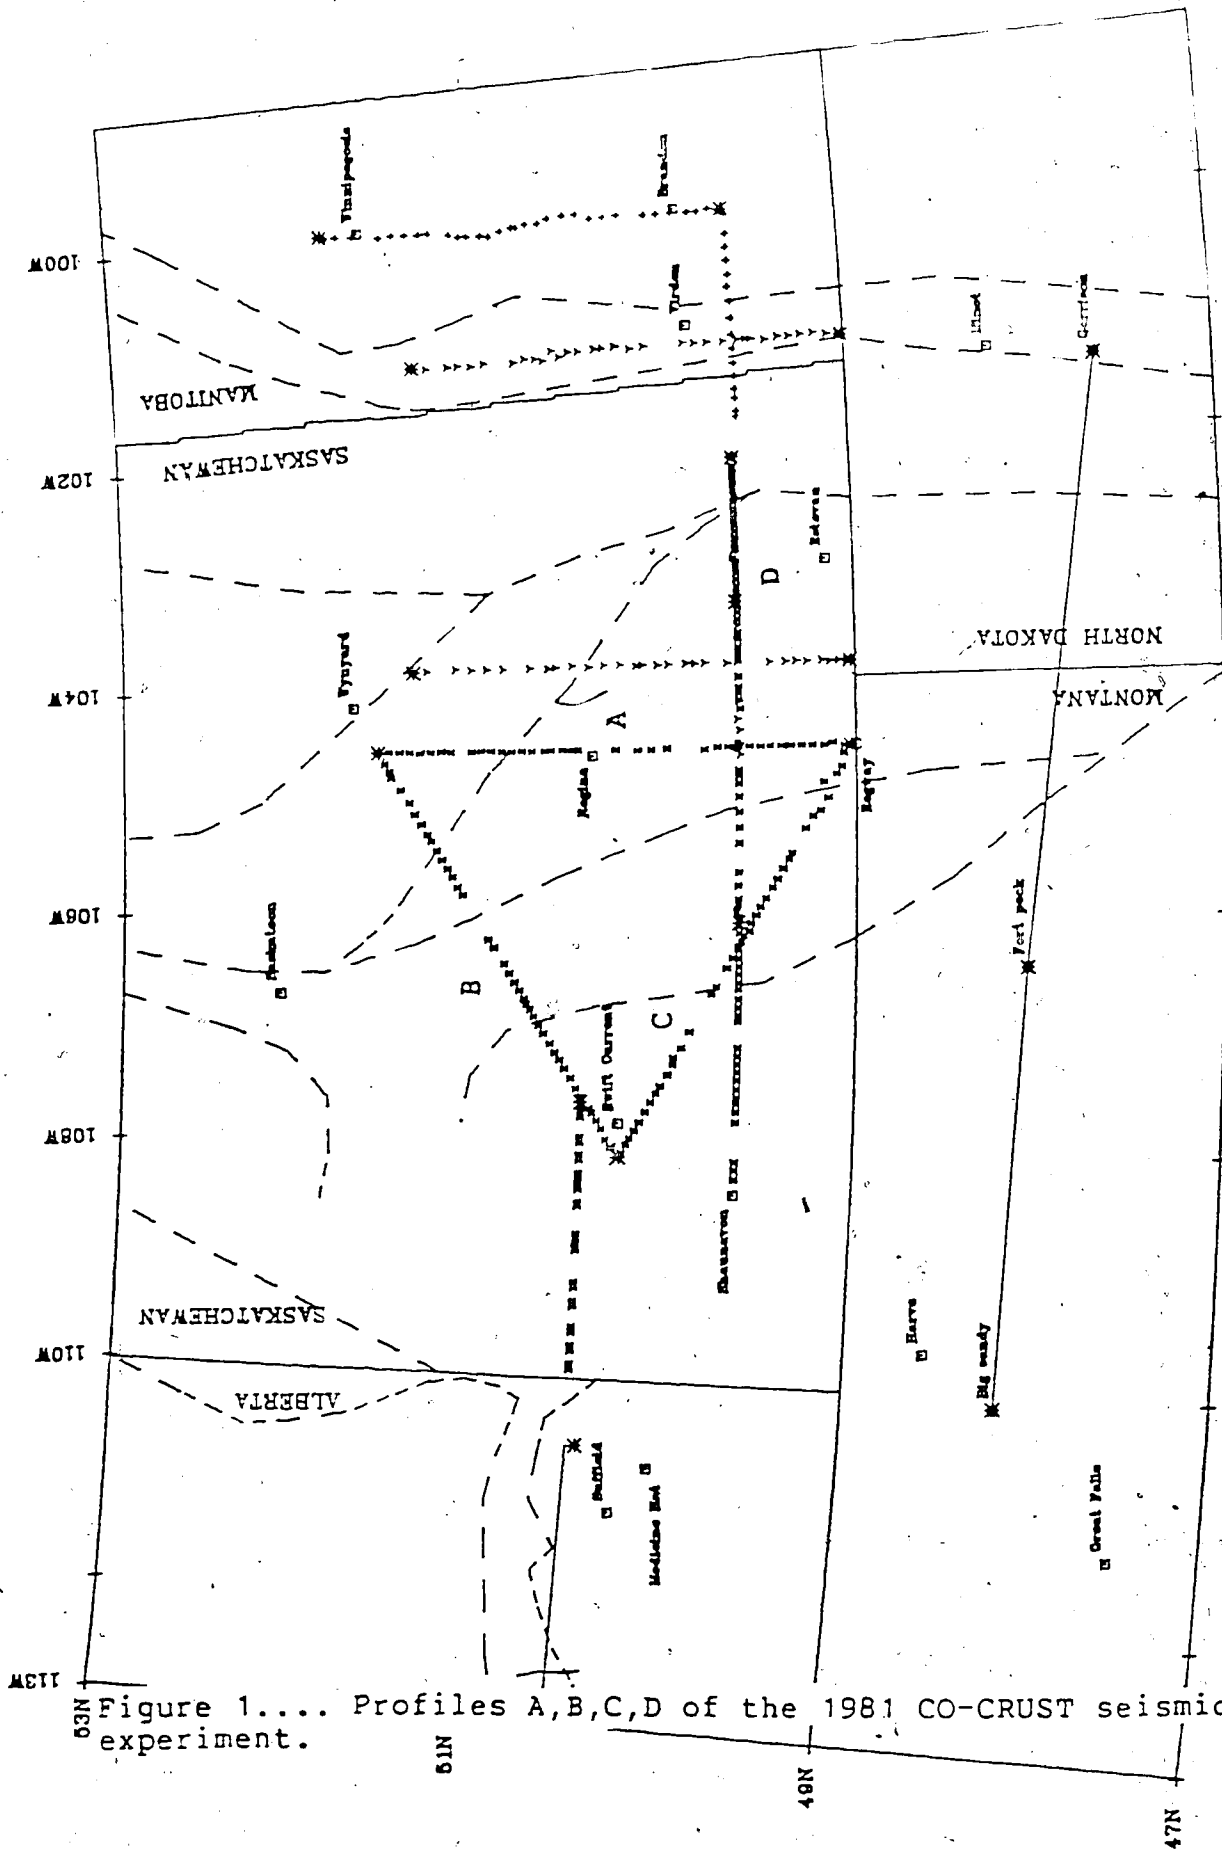 100W
102W
104W
106W
108W
110W
113W
53N
51N
49N
47N
MANITOBA
SASKATCHEWAN
SASKATCHEWAN
ALBERTA
NORTH DAKOTA
MONTANA
Winnipegosis
Brandon
Virden
Minot
Garrison
Estevan
Wynyard
Regina
Regway
Saskatoon
Swift Current
Shaunavon
Fort peck
Harve
Big sandy
Great Falls
Suffield
Medicine Hat
A
B
C
D
Figure 1.... Profiles A,B,C,D of the 1981 CO-CRUST seismic
experiment.